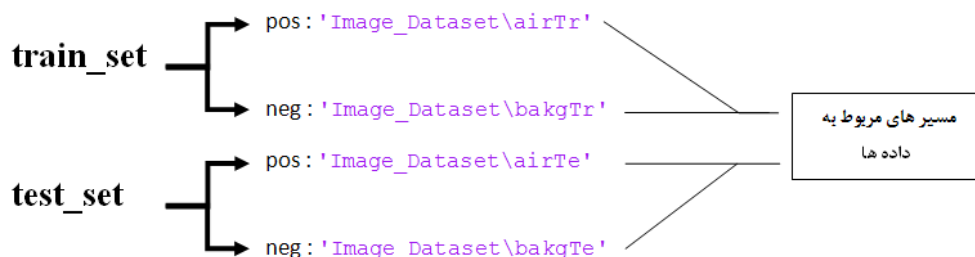 train_set
pos:'Image_Dataset\airTr'
neg:'Image_Dataset\bakgTr'
test_set
pos:'Image_Dataset\airTe'
neg:'Image_Dataset\bakgTe'
مسیر های مربوط به
داده ها